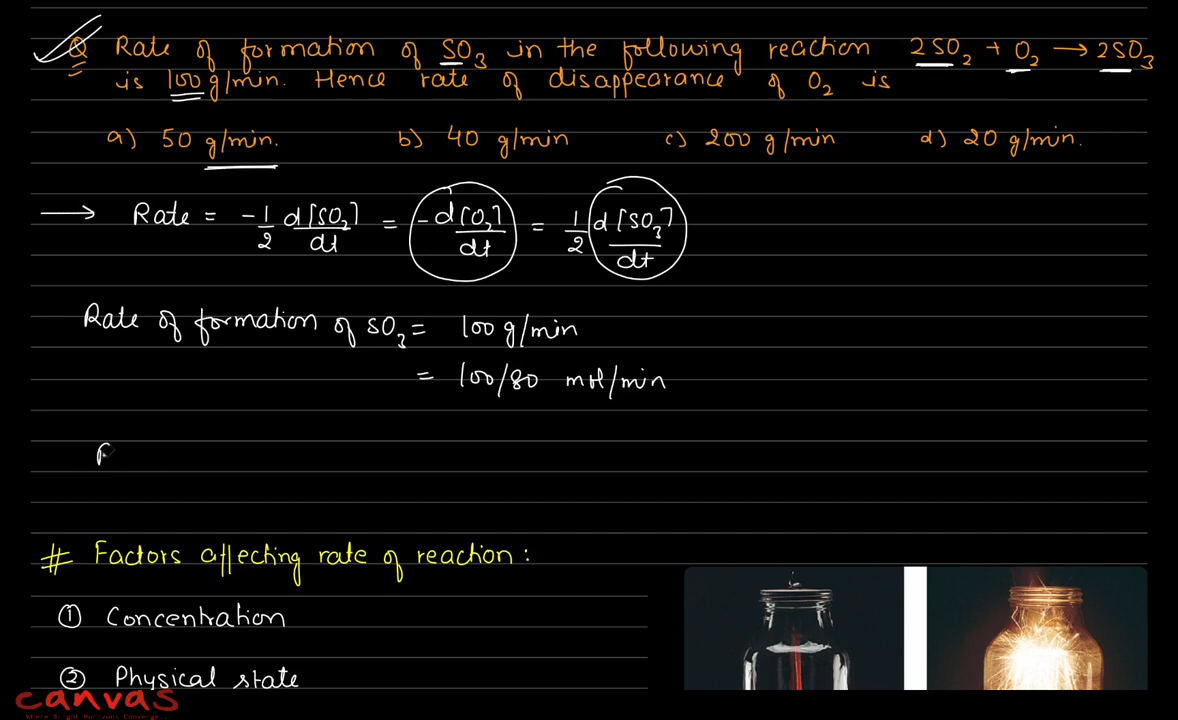 Q Rate of formation of SO₃ in the following reaction 2SO₂ + O₂ → 2SO₃
is 100 g/min. Hence rate of disappearance of O₂ is
a) 50 g/min. b) 40 g/min c) 200 g/min d) 20 g/min.
→ Rate = -1/2 d[SO₂]/dt = -d[O₂]/dt = 1/2 d[SO₃]/dt
Rate of formation of SO₃ = 100 g/min
= 100/80 mol/min
# Factors affecting rate of reaction :
① Concentration
② Physical state
canvas